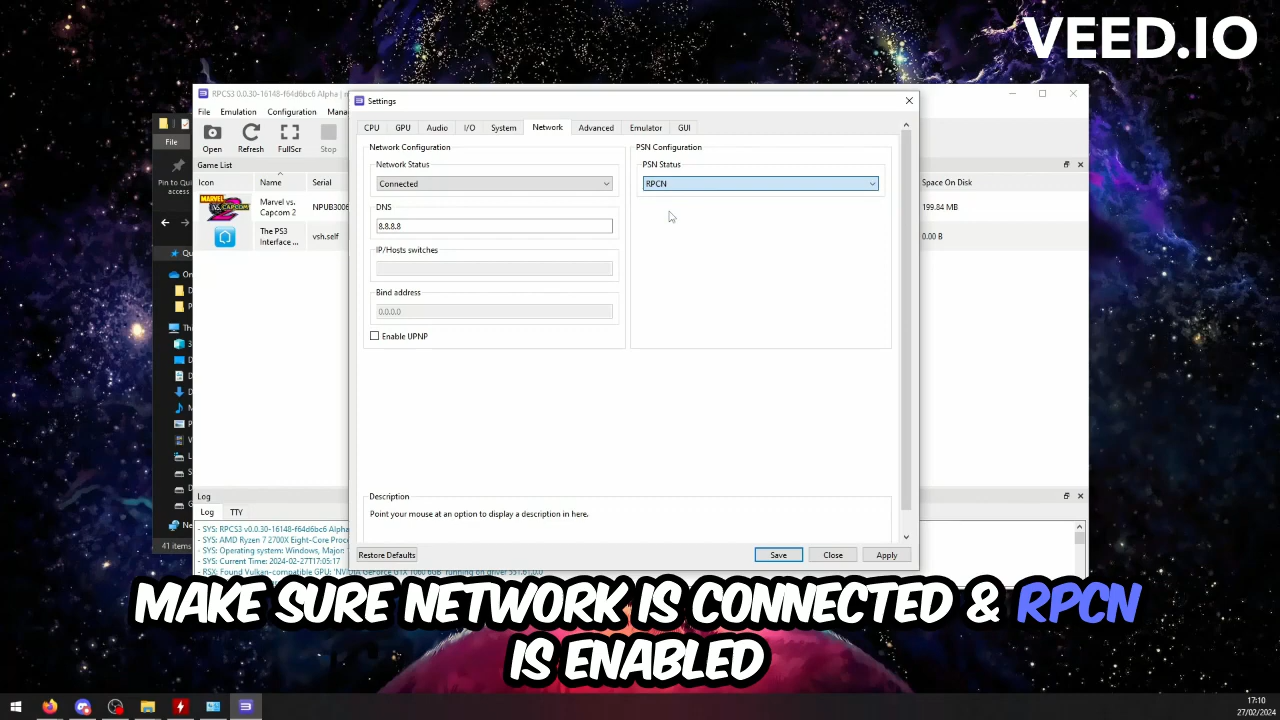 VEED.IO
RPCS3 0.0.30-16148-f64d6bc6 Alpha |
File Emulation Configuration
Open Refresh FullScr Stop
Game List
Icon Name Serial
Marvel vs.
Capcom 2
NPUB3006
The PS3
Interface ...
vsh.self
Space On Disk
199.84 MB
0.00 B
File
Pin to Quick
access
41 items
Settings
CPU GPU Audio I/O System Network Advanced Emulator GUI
Network Configuration
Network Status
Connected
DNS
8.8.8.8
IP/Hosts switches
Bind address
0.0.0.0
Enable UPNP
PSN Configuration
PSN Status
RPCN
Description
Point your mouse at an option to display a description in here.
Restore Defaults Save Close Apply
Log
Log TTY
- SYS: RPCS3 v0.0.30-16148-f64d6bc6 Alpha
- SYS: AMD Ryzen 7 2700X Eight-Core Proc
- SYS: Operating system: Windows, Major:
- SYS: Current Time: 2024-02-27T17:05:17
- RSX: Found Vulkan-compatible GPU: 'NVIDIA GeForce GTX 1060 6GB' running on driver 551.61.0.0
MAKE SURE NETWORK IS CONNECTED & RPCN
IS ENABLED
17:10
27/02/2024